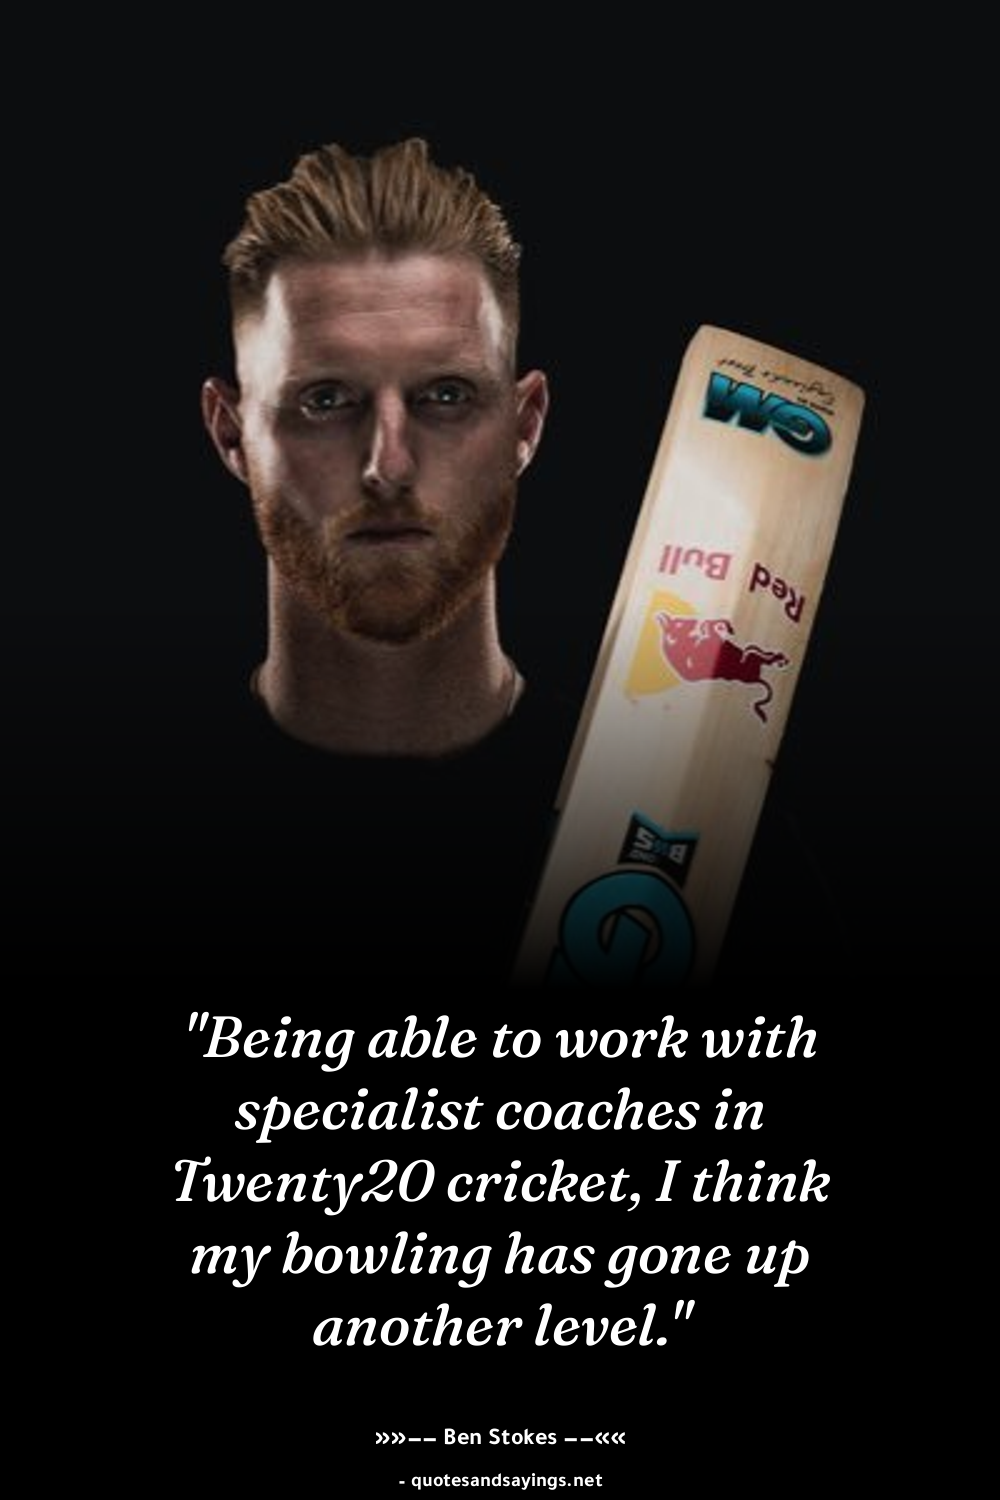 GM
Red Bull
"Being able to work with
specialist coaches in
Twenty20 cricket, I think
my bowling has gone up
another level."
»»—— Ben Stokes ——««
- quotesandsayings.net